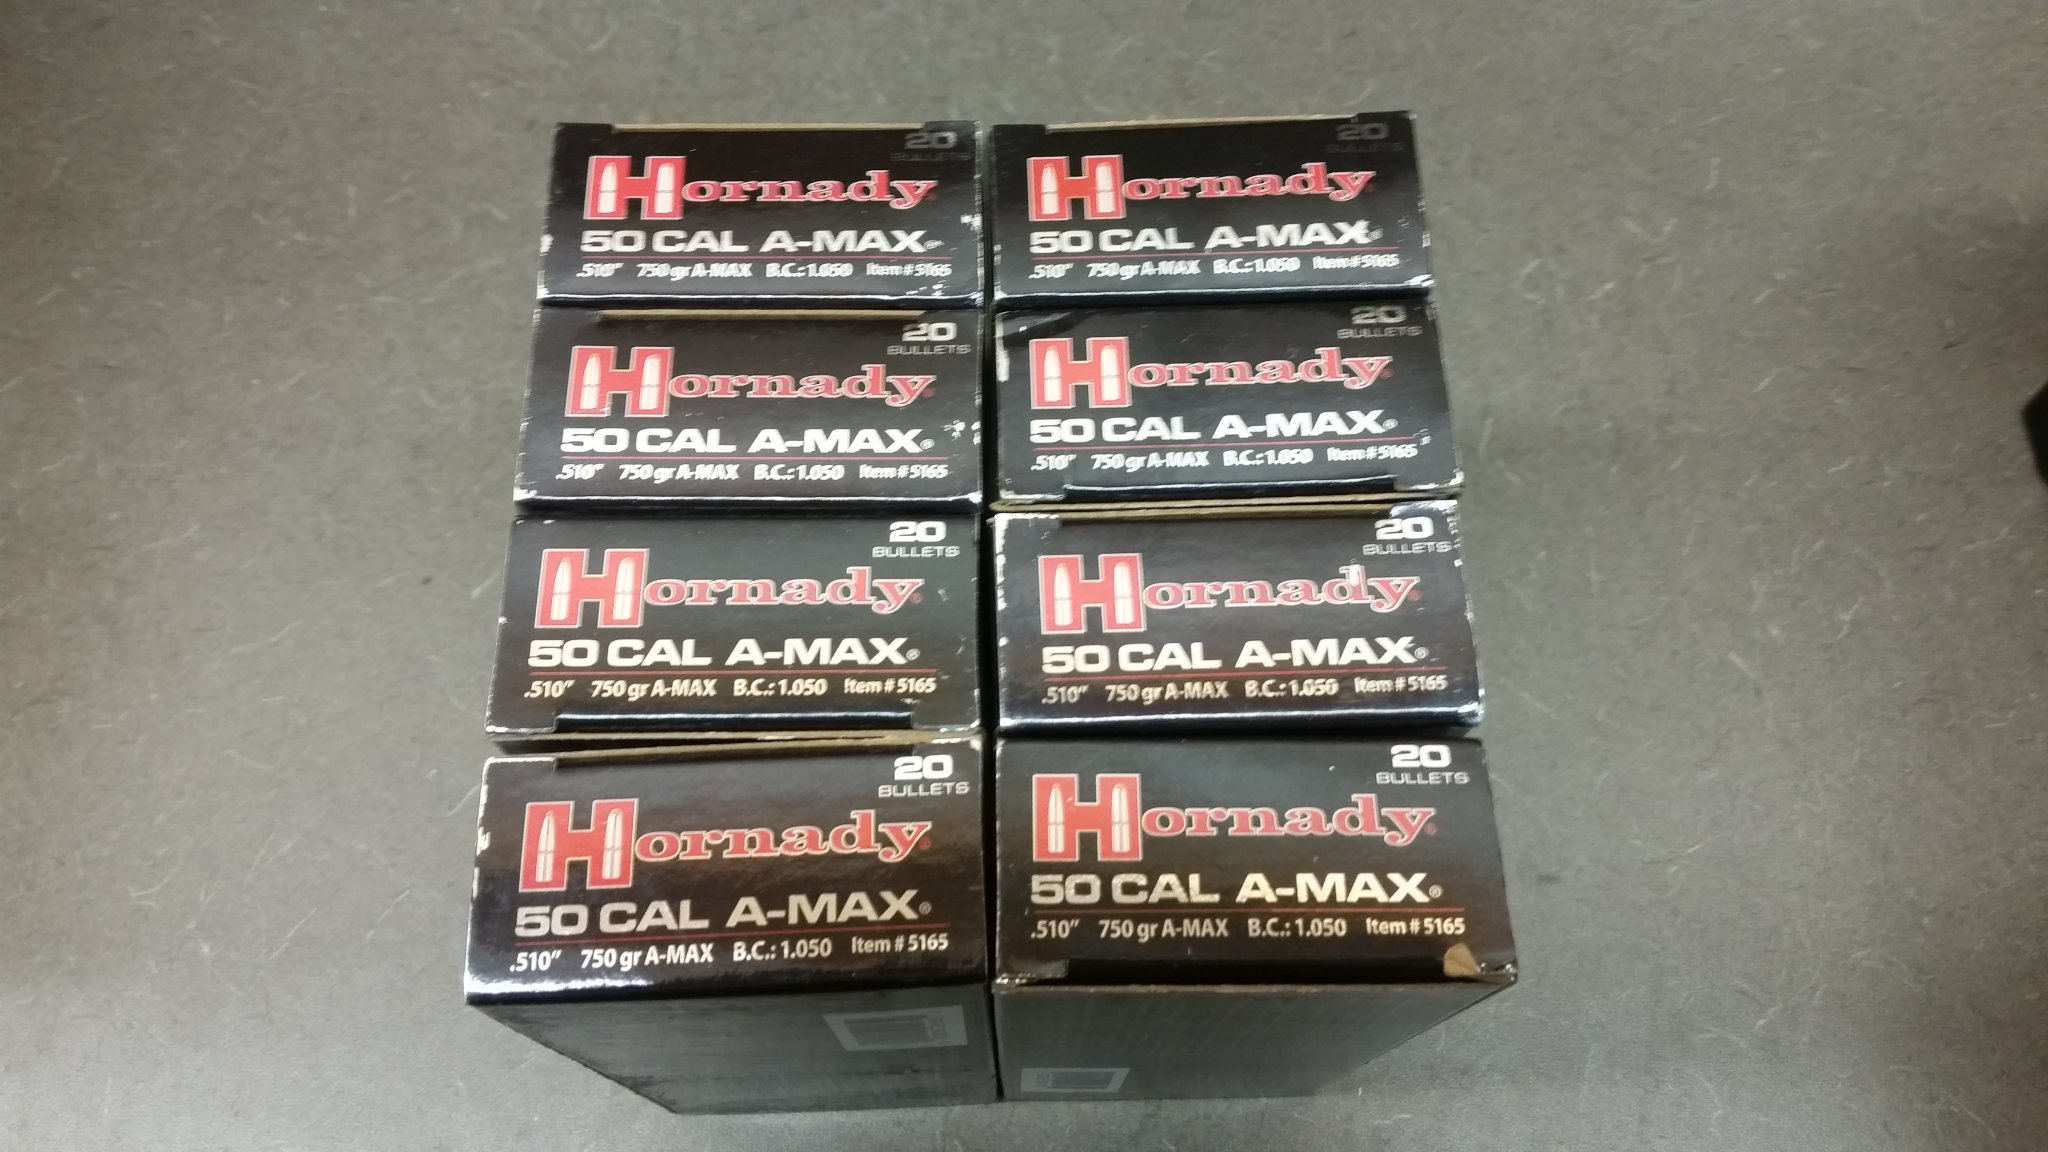 20
BULLETS
Hornady
50 CAL A-MAX®
.510" 750 gr A-MAX B.C.: 1.050 Item # 5165
20
BULLETS
Hornady
50 CAL A-MAX®
.510" 750 gr A-MAX B.C.: 1.050 Item # 5165
20
BULLETS
Hornady
50 CAL A-MAX®
.510" 750 gr A-MAX B.C.: 1.050 Item # 5165
20
BULLETS
Hornady
50 CAL A-MAX®
.510" 750 gr A-MAX B.C.: 1.050 Item # 5165
20
BULLETS
Hornady
50 CAL A-MAX®
.510" 750 gr A-MAX B.C.: 1.050 Item # 5165
20
BULLETS
Hornady
50 CAL A-MAX®
.510" 750 gr A-MAX B.C.: 1.050 Item # 5165
20
BULLETS
Hornady
50 CAL A-MAX®
.510" 750 gr A-MAX B.C.: 1.050 Item # 5165
20
BULLETS
Hornady
50 CAL A-MAX®
.510" 750 gr A-MAX B.C.: 1.050 Item # 5165